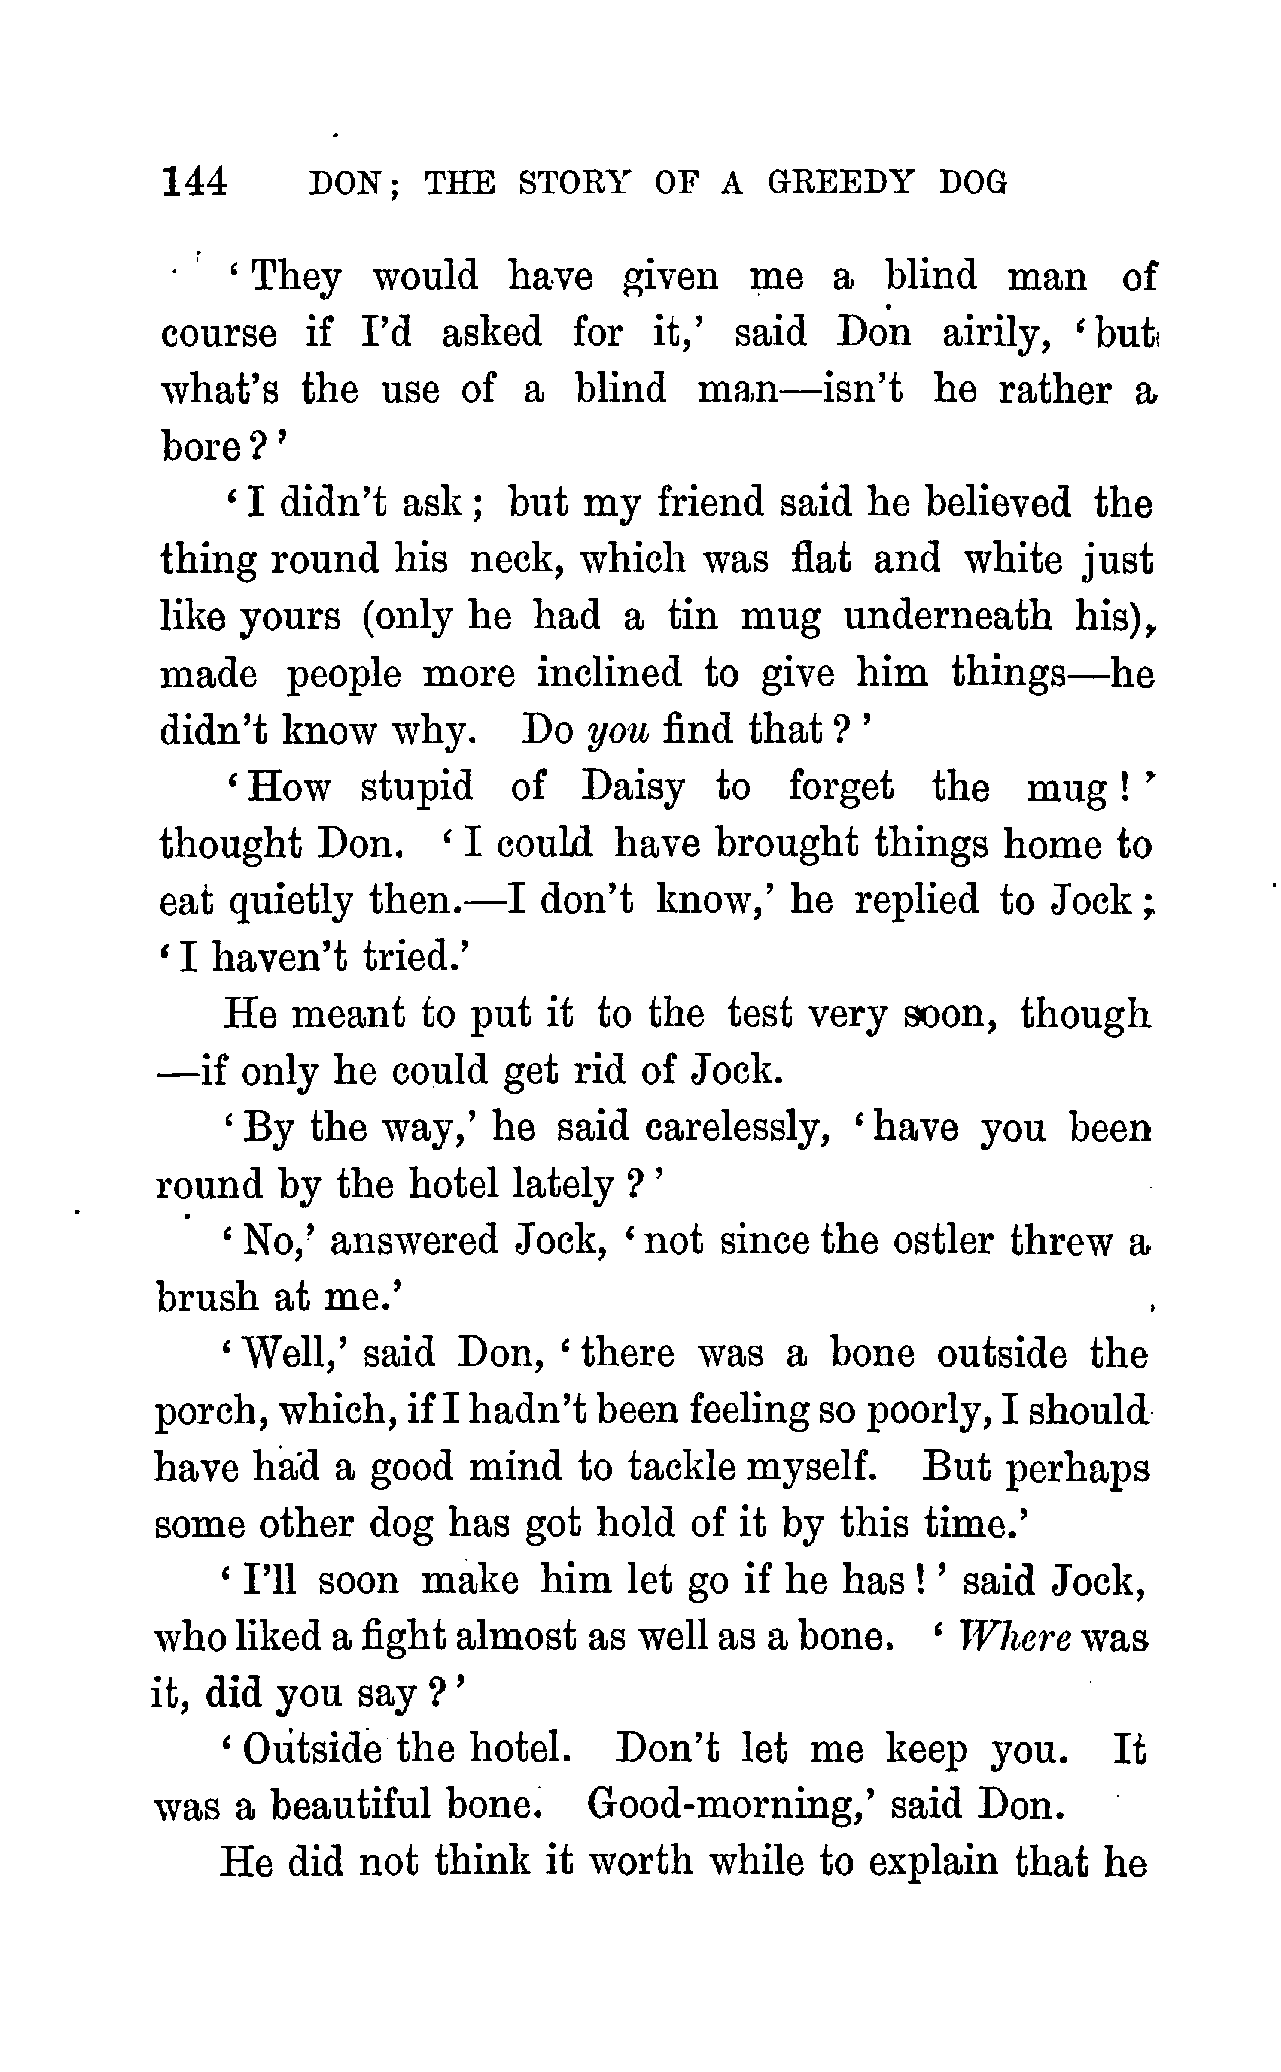 144 DON; THE STORY OF A GREEDY DOG
‘They would have given me a blind man of
course if I’d asked for it,’ said Don airily, ‘but
what’s the use of a blind man—isn’t he rather a
bore?’
‘I didn’t ask; but my friend said he believed the
thing round his neck, which was flat and white just
like yours (only he had a tin mug underneath his),
made people more inclined to give him things—he
didn’t know why. Do you find that?’
‘How stupid of Daisy to forget the mug!’
thought Don. ‘I could have brought things home to
eat quietly then.—I don’t know,’ he replied to Jock;
‘I haven’t tried.’
He meant to put it to the test very soon, though
—if only he could get rid of Jock.
‘By the way,’ he said carelessly, ‘have you been
round by the hotel lately?’
‘No,’ answered Jock, ‘not since the ostler threw a
brush at me.’
‘Well,’ said Don, ‘there was a bone outside the
porch, which, if I hadn’t been feeling so poorly, I should
have had a good mind to tackle myself. But perhaps
some other dog has got hold of it by this time.’
‘I’ll soon make him let go if he has!’ said Jock,
who liked a fight almost as well as a bone. ‘Where was
it, did you say?’
‘Outside the hotel. Don’t let me keep you. It
was a beautiful bone. Good-morning,’ said Don.
He did not think it worth while to explain that he